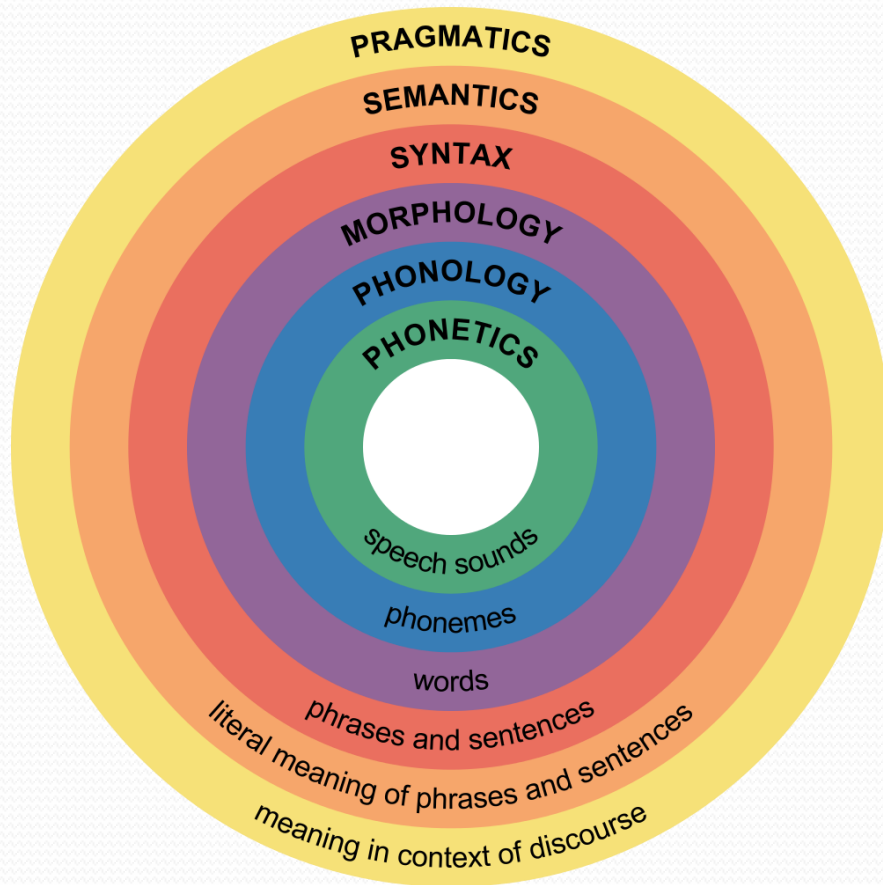 PRAGMATICS
SEMANTICS
SYNTAX
MORPHOLOGY
PHONOLOGY
PHONETICS
speech sounds
phonemes
words
phrases and sentences
literal meaning of phrases and sentences
meaning in context of discourse